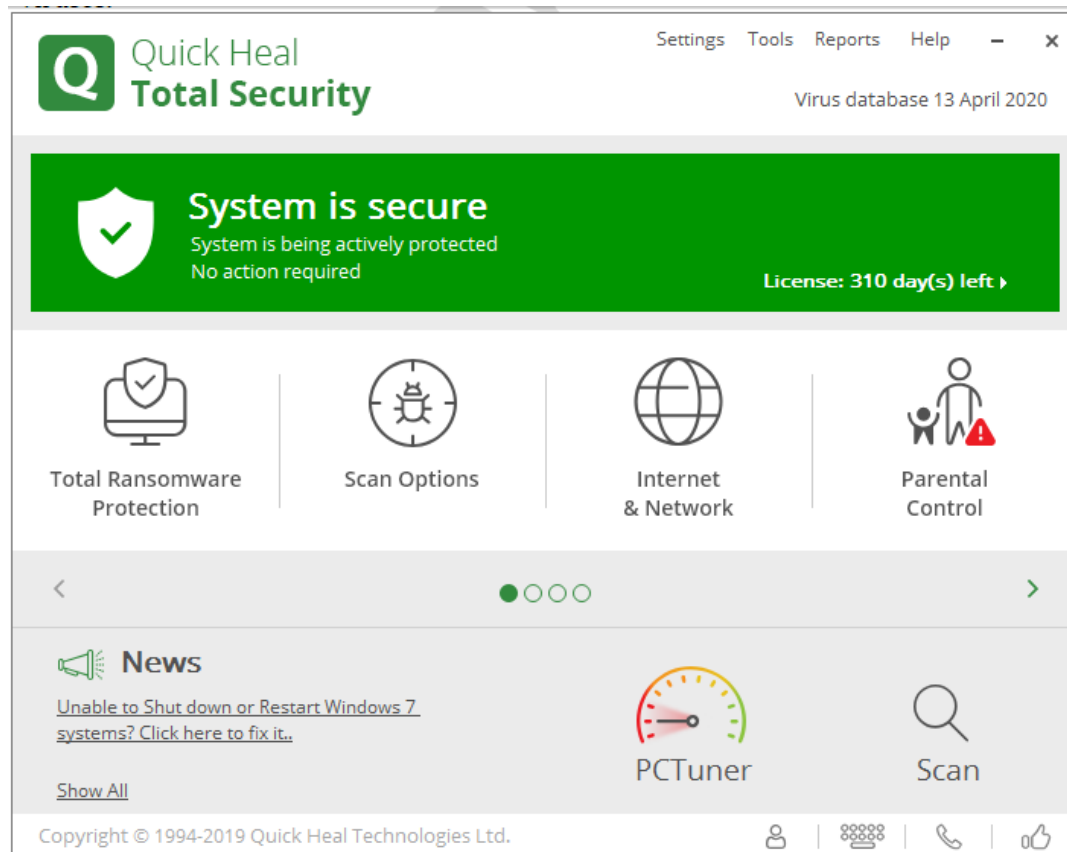 Quick Heal
Total Security
Settings Tools Reports Help
Virus database 13 April 2020
System is secure
System is being actively protected
No action required
License: 310 day(s) left
Total Ransomware
Protection
Scan Options
Internet
& Network
Parental
Control
News
Unable to Shut down or Restart Windows 7
systems? Click here to fix it..
Show All
PCTuner
Scan
Copyright © 1994-2019 Quick Heal Technologies Ltd.